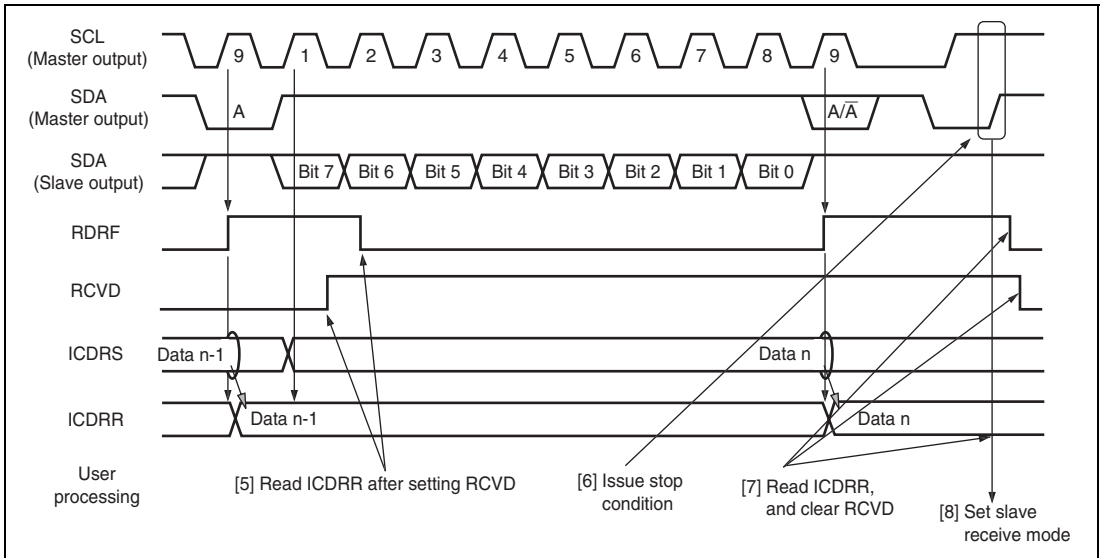 SCL
(Master output)
9 1 2 3 4 5 6 7 8 9
SDA
(Master output)
A A/A̅
SDA
(Slave output)
Bit 7 Bit 6 Bit 5 Bit 4 Bit 3 Bit 2 Bit 1 Bit 0
RDRF
RCVD
ICDRS
Data n-1 Data n
ICDRR
Data n-1 Data n
User
processing
[5] Read ICDRR after setting RCVD
[6] Issue stop
condition
[7] Read ICDRR,
and clear RCVD
[8] Set slave
receive mode